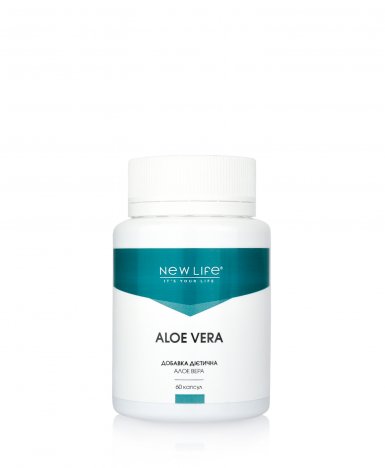 NEW LIFE®
IT'S YOUR LIFE
ALOE VERA
ДОБАВКА ДІЄТИЧНА
АЛОЕ ВЕРА
60 капсул